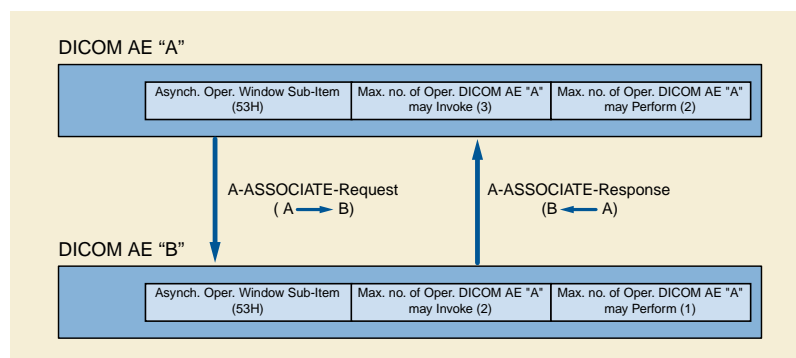 DICOM AE “A”
Asynch. Oper. Window Sub-Item
(53H)
Max. no. of Oper. DICOM AE "A"
may Invoke (3)
Max. no. of Oper. DICOM AE "A"
may Perform (2)
A-ASSOCIATE-Request
( A B)
A-ASSOCIATE-Response
(B A)
DICOM AE “B”
Asynch. Oper. Window Sub-Item
(53H)
Max. no. of Oper. DICOM AE "A"
may Invoke (2)
Max. no. of Oper. DICOM AE "A"
may Perform (1)